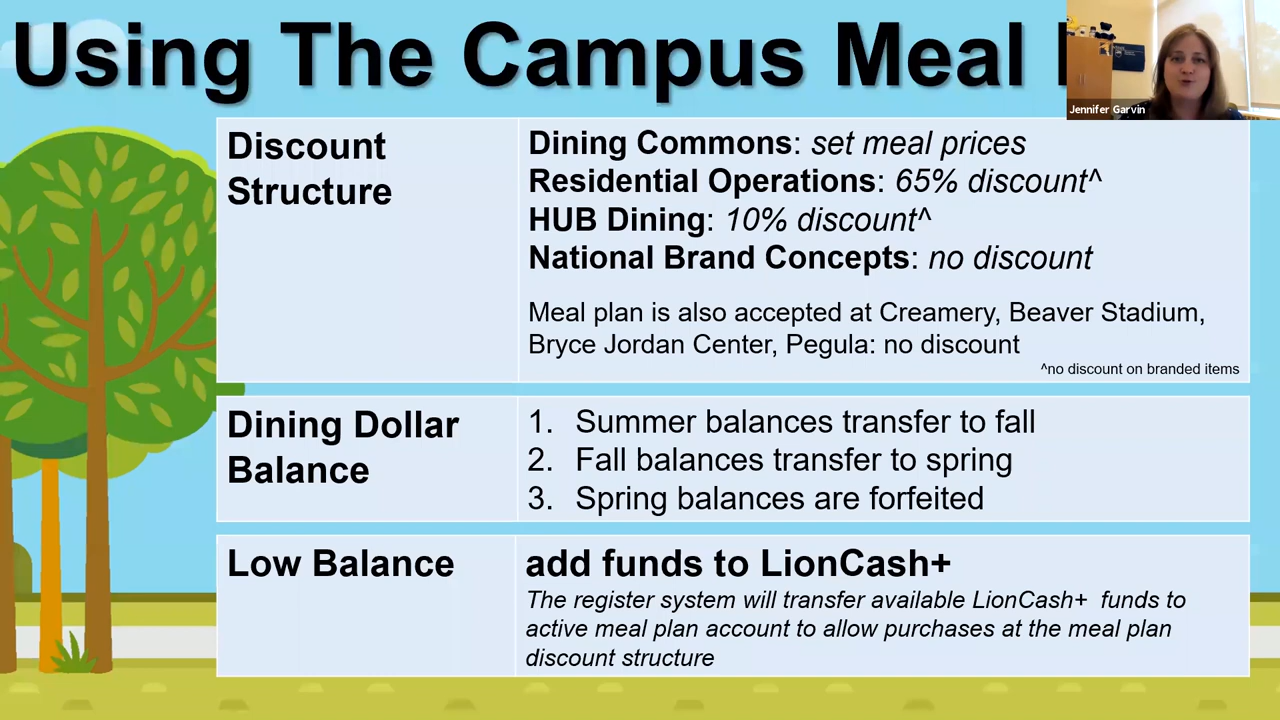 Using The Campus Meal
Jennifer Garvin
Discount
Structure
Dining Commons: set meal prices
Residential Operations: 65% discount^
HUB Dining: 10% discount^
National Brand Concepts: no discount
Meal plan is also accepted at Creamery, Beaver Stadium,
Bryce Jordan Center, Pegula: no discount
^no discount on branded items
Dining Dollar
Balance
1. Summer balances transfer to fall
2. Fall balances transfer to spring
3. Spring balances are forfeited
Low Balance
add funds to LionCash+
The register system will transfer available LionCash+ funds to
active meal plan account to allow purchases at the meal plan
discount structure